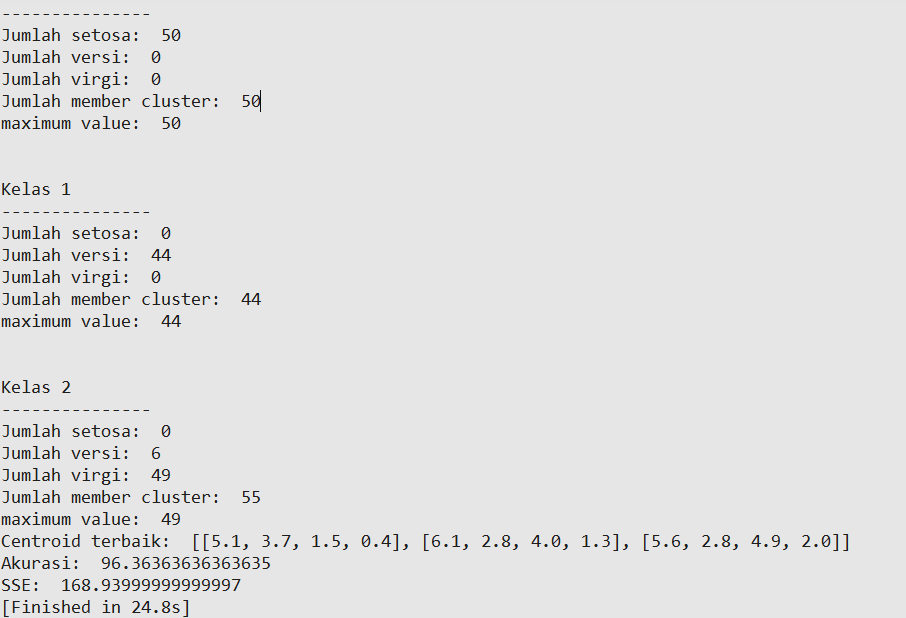 ---------------
Jumlah setosa:  50
Jumlah versi:  0
Jumlah virgi:  0
Jumlah member cluster:  50
maximum value:  50
Kelas 1
---------------
Jumlah setosa:  0
Jumlah versi:  44
Jumlah virgi:  0
Jumlah member cluster:  44
maximum value:  44
Kelas 2
---------------
Jumlah setosa:  0
Jumlah versi:  6
Jumlah virgi:  49
Jumlah member cluster:  55
maximum value:  49
Centroid terbaik:  [[5.1, 3.7, 1.5, 0.4], [6.1, 2.8, 4.0, 1.3], [5.6, 2.8, 4.9, 2.0]]
Akurasi:  96.36363636363635
SSE:  168.93999999999997
[Finished in 24.8s]